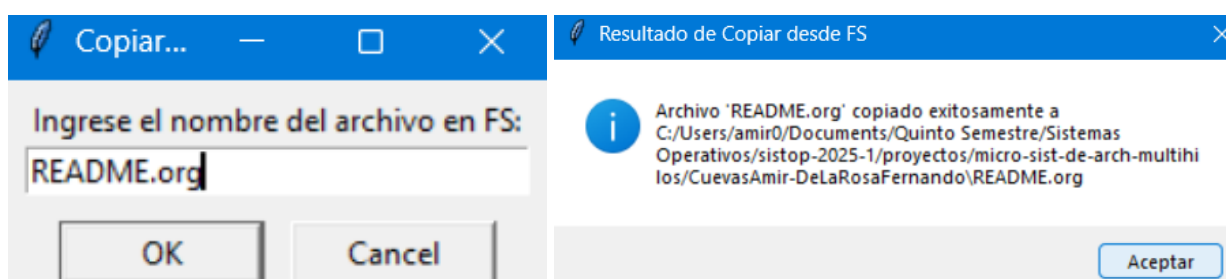 Copiar...
Ingrese el nombre del archivo en FS:
README.org
OK Cancel
Resultado de Copiar desde FS
Archivo 'README.org' copiado exitosamente a
C:/Users/amir0/Documents/Quinto Semestre/Sistemas
Operativos/sistop-2025-1/proyectos/micro-sist-de-arch-multihi
los/CuevasAmir-DeLaRosaFernando\README.org
Aceptar